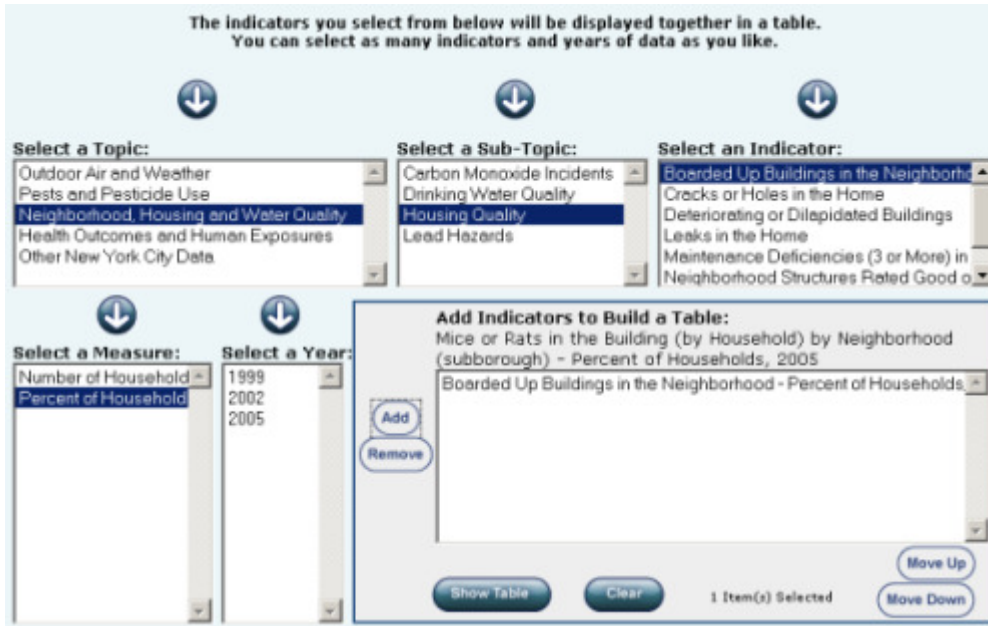 The indicators you select from below will be displayed together in a table.
You can select as many indicators and years of data as you like.
Select a Topic:
Outdoor Air and Weather
Pests and Pesticide Use
Neighborhood, Housing and Water Quality
Health Outcomes and Human Exposures
Other New York City Data
Select a Sub-Topic:
Carbon Monoxide Incidents
Drinking Water Quality
Housing Quality
Lead Hazards
Select an Indicator:
Boarded Up Buildings in the Neighborho
Cracks or Holes in the Home
Deteriorating or Dilapidated Buildings
Leaks in the Home
Maintenance Deficiencies (3 or More) in
Neighborhood Structures Rated Good o
Select a Measure:
Number of Household
Percent of Household
Select a Year:
1999
2002
2005
Add Indicators to Build a Table:
Mice or Rats in the Building (by Household) by Neighborhood
(subborough) - Percent of Households, 2005
Boarded Up Buildings in the Neighborhood - Percent of Households,
Add
Remove
Move Up
Show Table
Clear
1 Item(s) Selected
Move Down